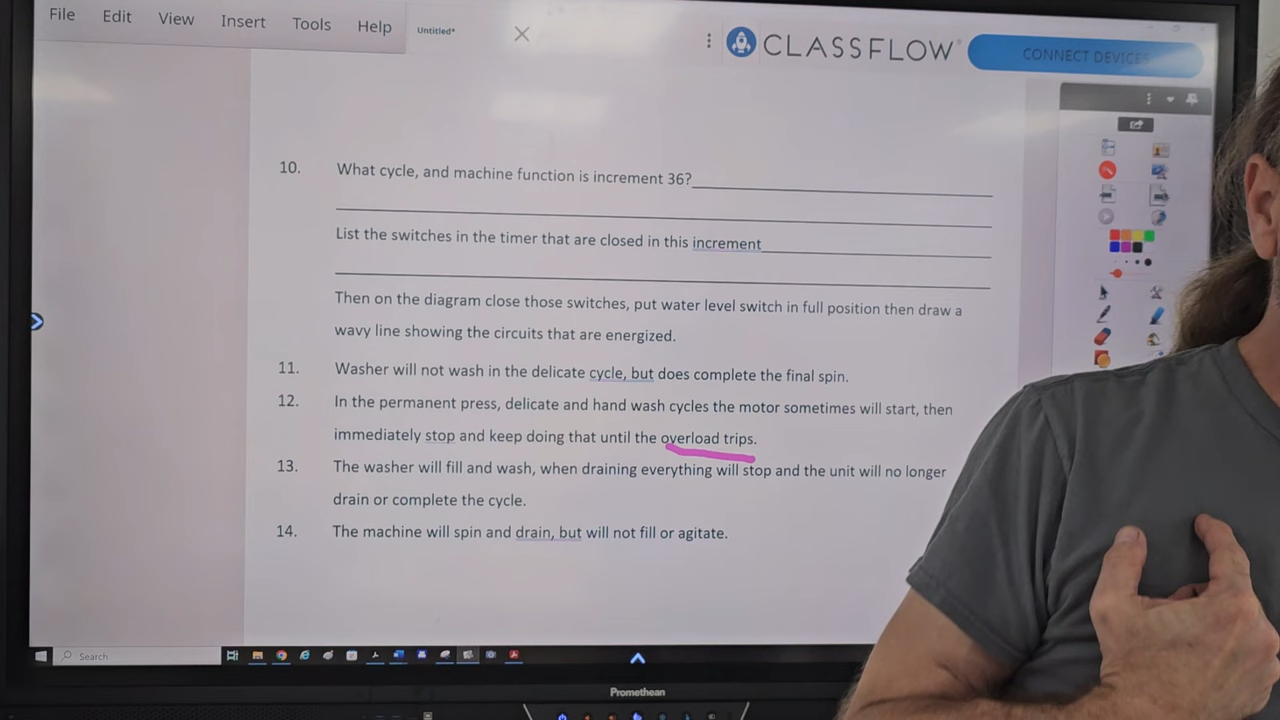 File Edit View Insert Tools Help Untitled*
CLASSFLOW
CONNECT DEVICES
10. What cycle, and machine function is increment 36?
List the switches in the timer that are closed in this increment
Then on the diagram close those switches, put water level switch in full position then draw a
wavy line showing the circuits that are energized.
11. Washer will not wash in the delicate cycle, but does complete the final spin.
12. In the permanent press, delicate and hand wash cycles the motor sometimes will start, then
immediately stop and keep doing that until the overload trips.
13. The washer will fill and wash, when draining everything will stop and the unit will no longer
drain or complete the cycle.
14. The machine will spin and drain, but will not fill or agitate.
Search
Promethean